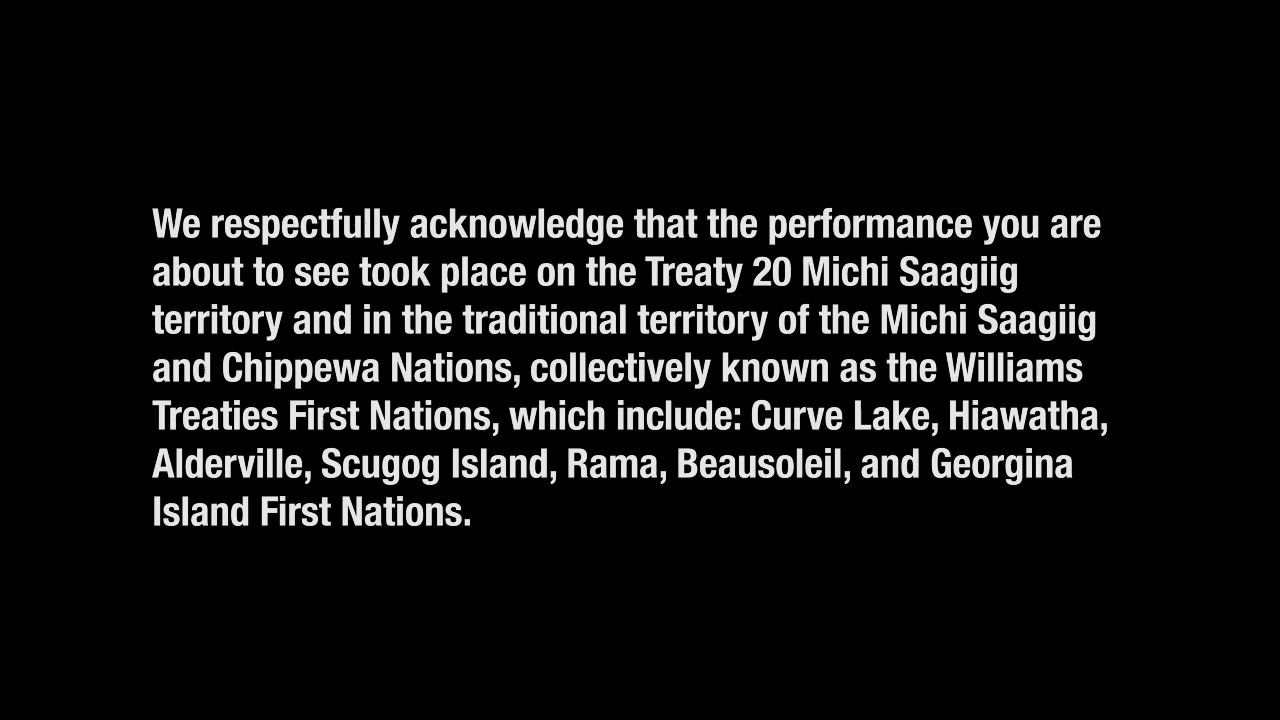 We respectfully acknowledge that the performance you are
about to see took place on the Treaty 20 Michi Saagiig
territory and in the traditional territory of the Michi Saagiig
and Chippewa Nations, collectively known as the Williams
Treaties First Nations, which include: Curve Lake, Hiawatha,
Alderville, Scugog Island, Rama, Beausoleil, and Georgina
Island First Nations.